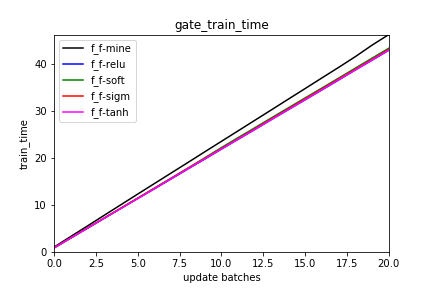 gate_train_time
f_f-mine
f_f-relu
f_f-soft
f_f-sigm
f_f-tanh
train_time
40
30
20
10
0
0.0 2.5 5.0 7.5 10.0 12.5 15.0 17.5 20.0
update batches